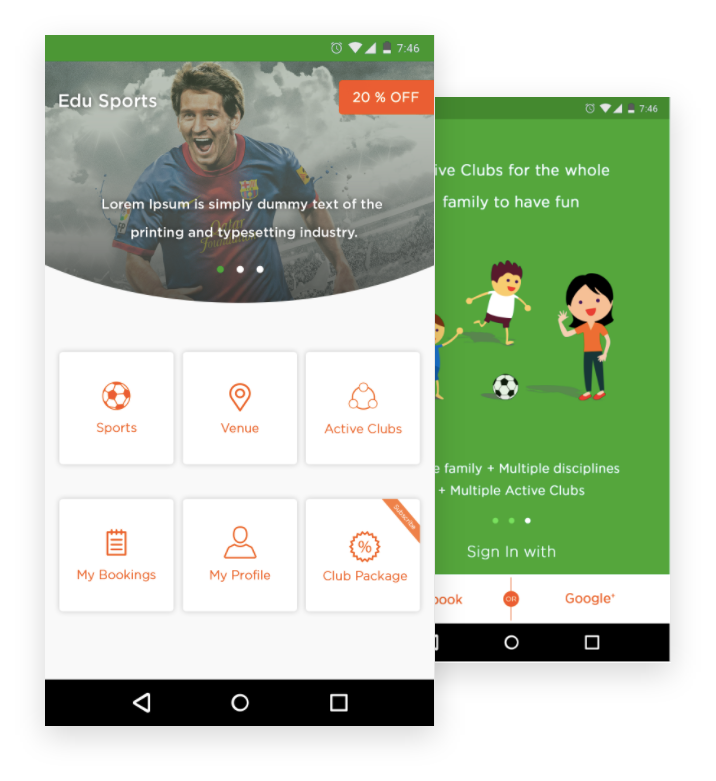 7:46
Edu Sports
20 % OFF
Lorem Ipsum is simply dummy text of the
printing and typesetting industry.
Sports
Venue
Active Clubs
My Bookings
My Profile
Subscribe
%
Club Package
7:46
ive Clubs for the whole
family to have fun
e family + Multiple disciplines
+ Multiple Active Clubs
Sign In with
book
OR
Google+